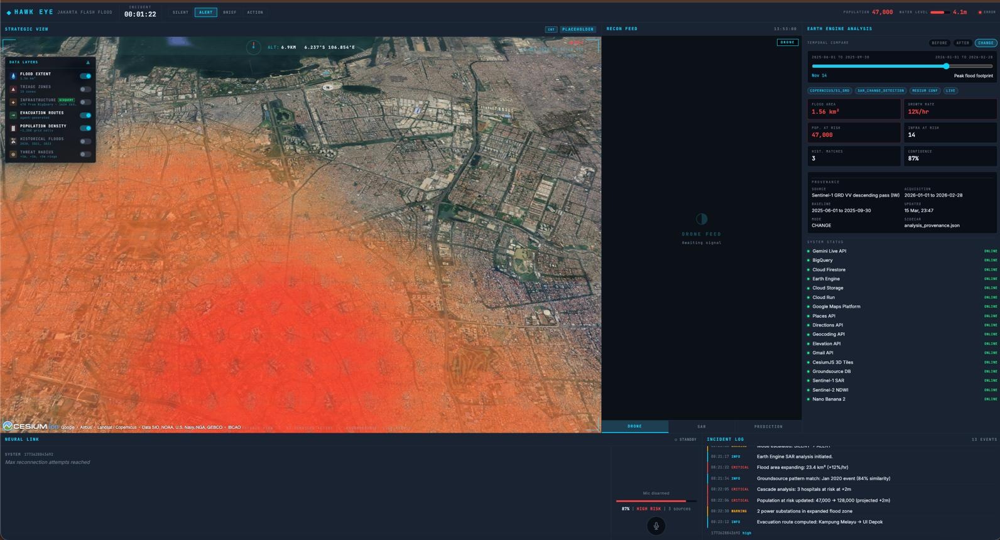 HAWK EYE JAKARTA FLASH FLOOD
INCIDENT
00:01:22
SILENT ALERT BRIEF ACTION
POPULATION 47,000 WATER LEVEL 4.1m ERROR
STRATEGIC VIEW
CRT PLACEHOLDER
ALT: 6.9KM 6.237°S 106.854°E
DATA LAYERS
FLOOD EXTENT
1.56 km²
TRIAGE ZONES
INFRASTRUCTURE BIGQUERY
EVACUATION ROUTES
agent-generated
POPULATION DENSITY
HISTORICAL FLOODS
2020, 2021, 2023
THREAT RADIUS
+1m, +2m, +3m rings
CESIUM ion Google • Airbus • Landsat / Copernicus • Data SIO, NOAA, U.S. Navy, NGA, GEBCO • IBCAO
RECON FEED 13:53:00
DRONE
DRONE FEED
Awaiting signal
DRONE SAR PREDICTION
EARTH ENGINE ANALYSIS
TEMPORAL COMPARE BEFORE AFTER CHANGE
2025-06-01 TO 2025-09-30 2026-01-01 TO 2026-02-28
Nov 14 Peak flood footprint
COPERNICUS/S1_GRD SAR_CHANGE_DETECTION MEDIUM CONF LIVE
FLOOD AREA
1.56 km²
GROWTH RATE
12%/hr
POP. AT RISK
47,000
INFRA AT RISK
14
HIST. MATCHES
3
CONFIDENCE
87%
PROVENANCE
SOURCE
Sentinel-1 GRD VV descending pass (IW)
ACQUISITION
2026-01-01 to 2026-02-28
BASELINE
2025-06-01 to 2025-09-30
UPDATED
15 Mar, 23:47
MODE
CHANGE
SIDECAR
analysis_provenance.json
SYSTEM STATUS
Gemini Live API ONLINE
BigQuery ONLINE
Cloud Firestore ONLINE
Earth Engine ONLINE
Cloud Storage ONLINE
Cloud Run ONLINE
Google Maps Platform ONLINE
Places API ONLINE
Directions API ONLINE
Geocoding API ONLINE
Elevation API ONLINE
Gmail API ONLINE
CesiumJS 3D Tiles ONLINE
Groundsource DB ONLINE
Sentinel-1 SAR ONLINE
Sentinel-2 NDWI ONLINE
Nano Banana 2 ONLINE
NEURAL LINK STANDBY
SYSTEM 1773628843692
Max reconnection attempts reached
Mic disarmed
87% | HIGH RISK | 3 sources
INCIDENT LOG 13 EVENTS
Mode escalated: SILENT → ALERT
08:21:17 INFO Earth Engine SAR analysis initiated.
08:21:22 CRITICAL Flood area expanding: 23.4 km² (+12%/hr)
08:21:34 INFO Groundsource pattern match: Jan 2020 event (84% similarity)
08:22:05 CRITICAL Cascade analysis: 3 hospitals at risk at +2m
08:22:06 CRITICAL Population at risk updated: 47,000 → 128,000 (projected +2m)
08:22:30 WARNING 2 power substations in expanded flood zone
08:23:12 INFO Evacuation route computed: Kampung Melayu → UI Depok
1773628843692 high